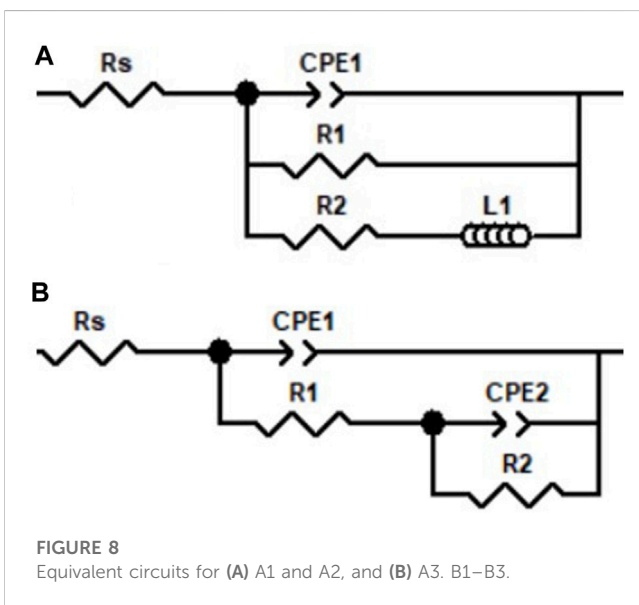 A
Rs
CPE1
R1
R2
L1
B
Rs
CPE1
R1
CPE2
R2
FIGURE 8
Equivalent circuits for (A) A1 and A2, and (B) A3. B1–B3.